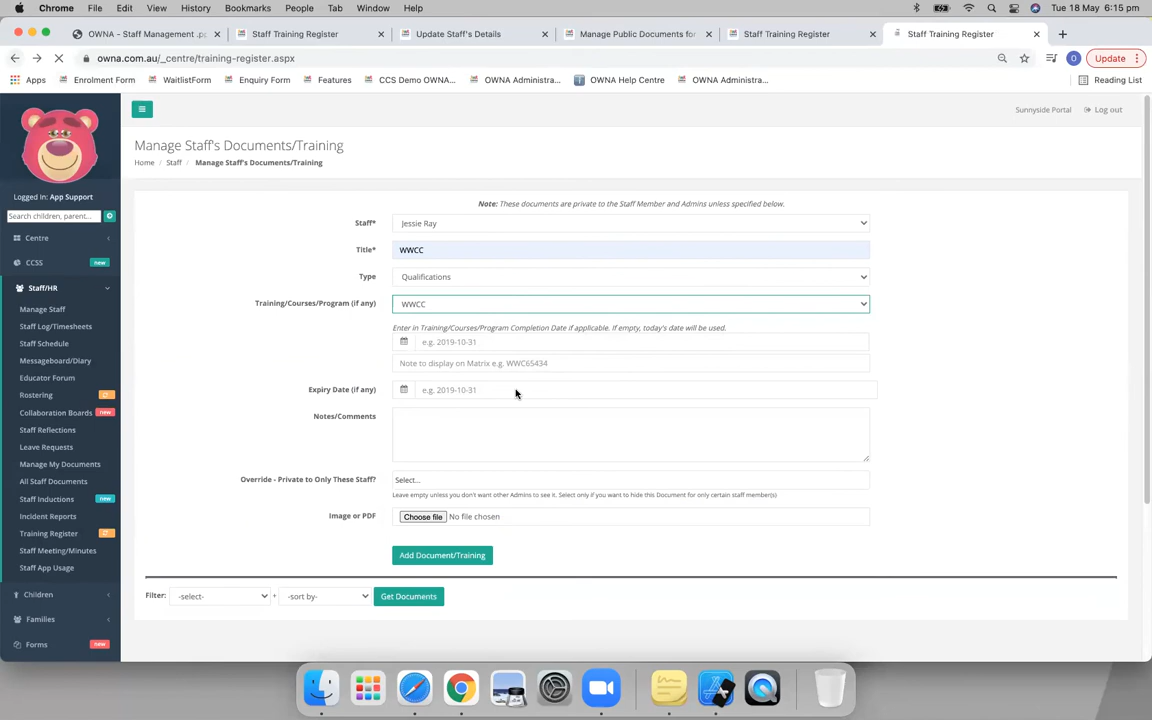 Chrome File Edit View History Bookmarks People Tab Window Help Tue 18 May 6:15 pm
OWNA - Staff Management .pc Staff Training Register Update Staff's Details Manage Public Documents for Staff Training Register Staff Training Register
owna.com.au/_centre/training-register.aspx Update
Apps Enrolment Form WaitlistForm Enquiry Form Features CCS Demo OWNA... OWNA Administra... OWNA Help Centre OWNA Administra... Reading List
Sunnyside Portal Log out
Manage Staff's Documents/Training
Home / Staff / Manage Staff's Documents/Training
Logged In: App Support
Search children, parent...
Centre
CCSS new
Staff/HR
Manage Staff
Staff Log/Timesheets
Staff Schedule
Messageboard/Diary
Educator Forum
Rostering
Collaboration Boards new
Staff Reflections
Leave Requests
Manage My Documents
All Staff Documents
Staff Inductions new
Incident Reports
Training Register
Staff Meeting/Minutes
Staff App Usage
Children
Families
Forms new
Note: These documents are private to the Staff Member and Admins unless specified below.
Staff* Jessie Ray
Title* WWCC
Type Qualifications
Training/Courses/Program (if any) WWCC
Enter in Training/Courses/Program Completion Date if applicable. If empty, today's date will be used.
e.g. 2019-10-31
Note to display on Matrix e.g. WWC65434
Expiry Date (if any) e.g. 2019-10-31
Notes/Comments
Override - Private to Only These Staff? Select...
Leave empty unless you don't want other Admins to see it. Select only if you want to hide this Document for only certain staff member(s)
Image or PDF Choose file No file chosen
Add Document/Training
Filter: -select- + -sort by- Get Documents